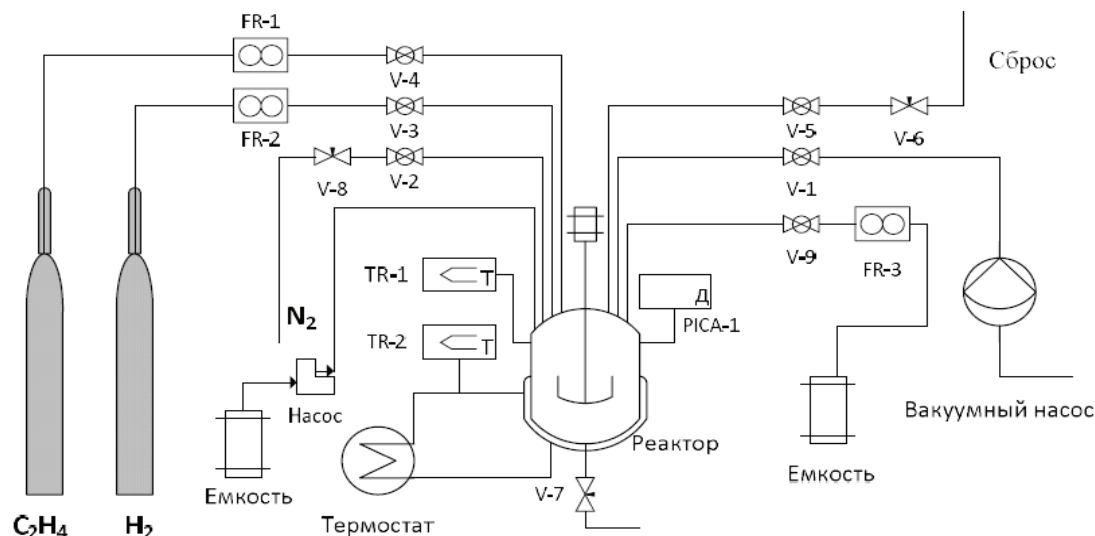 FR-1
V-4
Сброс
FR-2
V-3
V-5
V-6
V-8
V-2
V-1
V-9
FR-3
TR-1
T
Д
PICA-1
N₂
TR-2
T
Насос
Вакуумный насос
Реактор
Емкость
Емкость
V-7
C₂H₄
H₂
Термостат